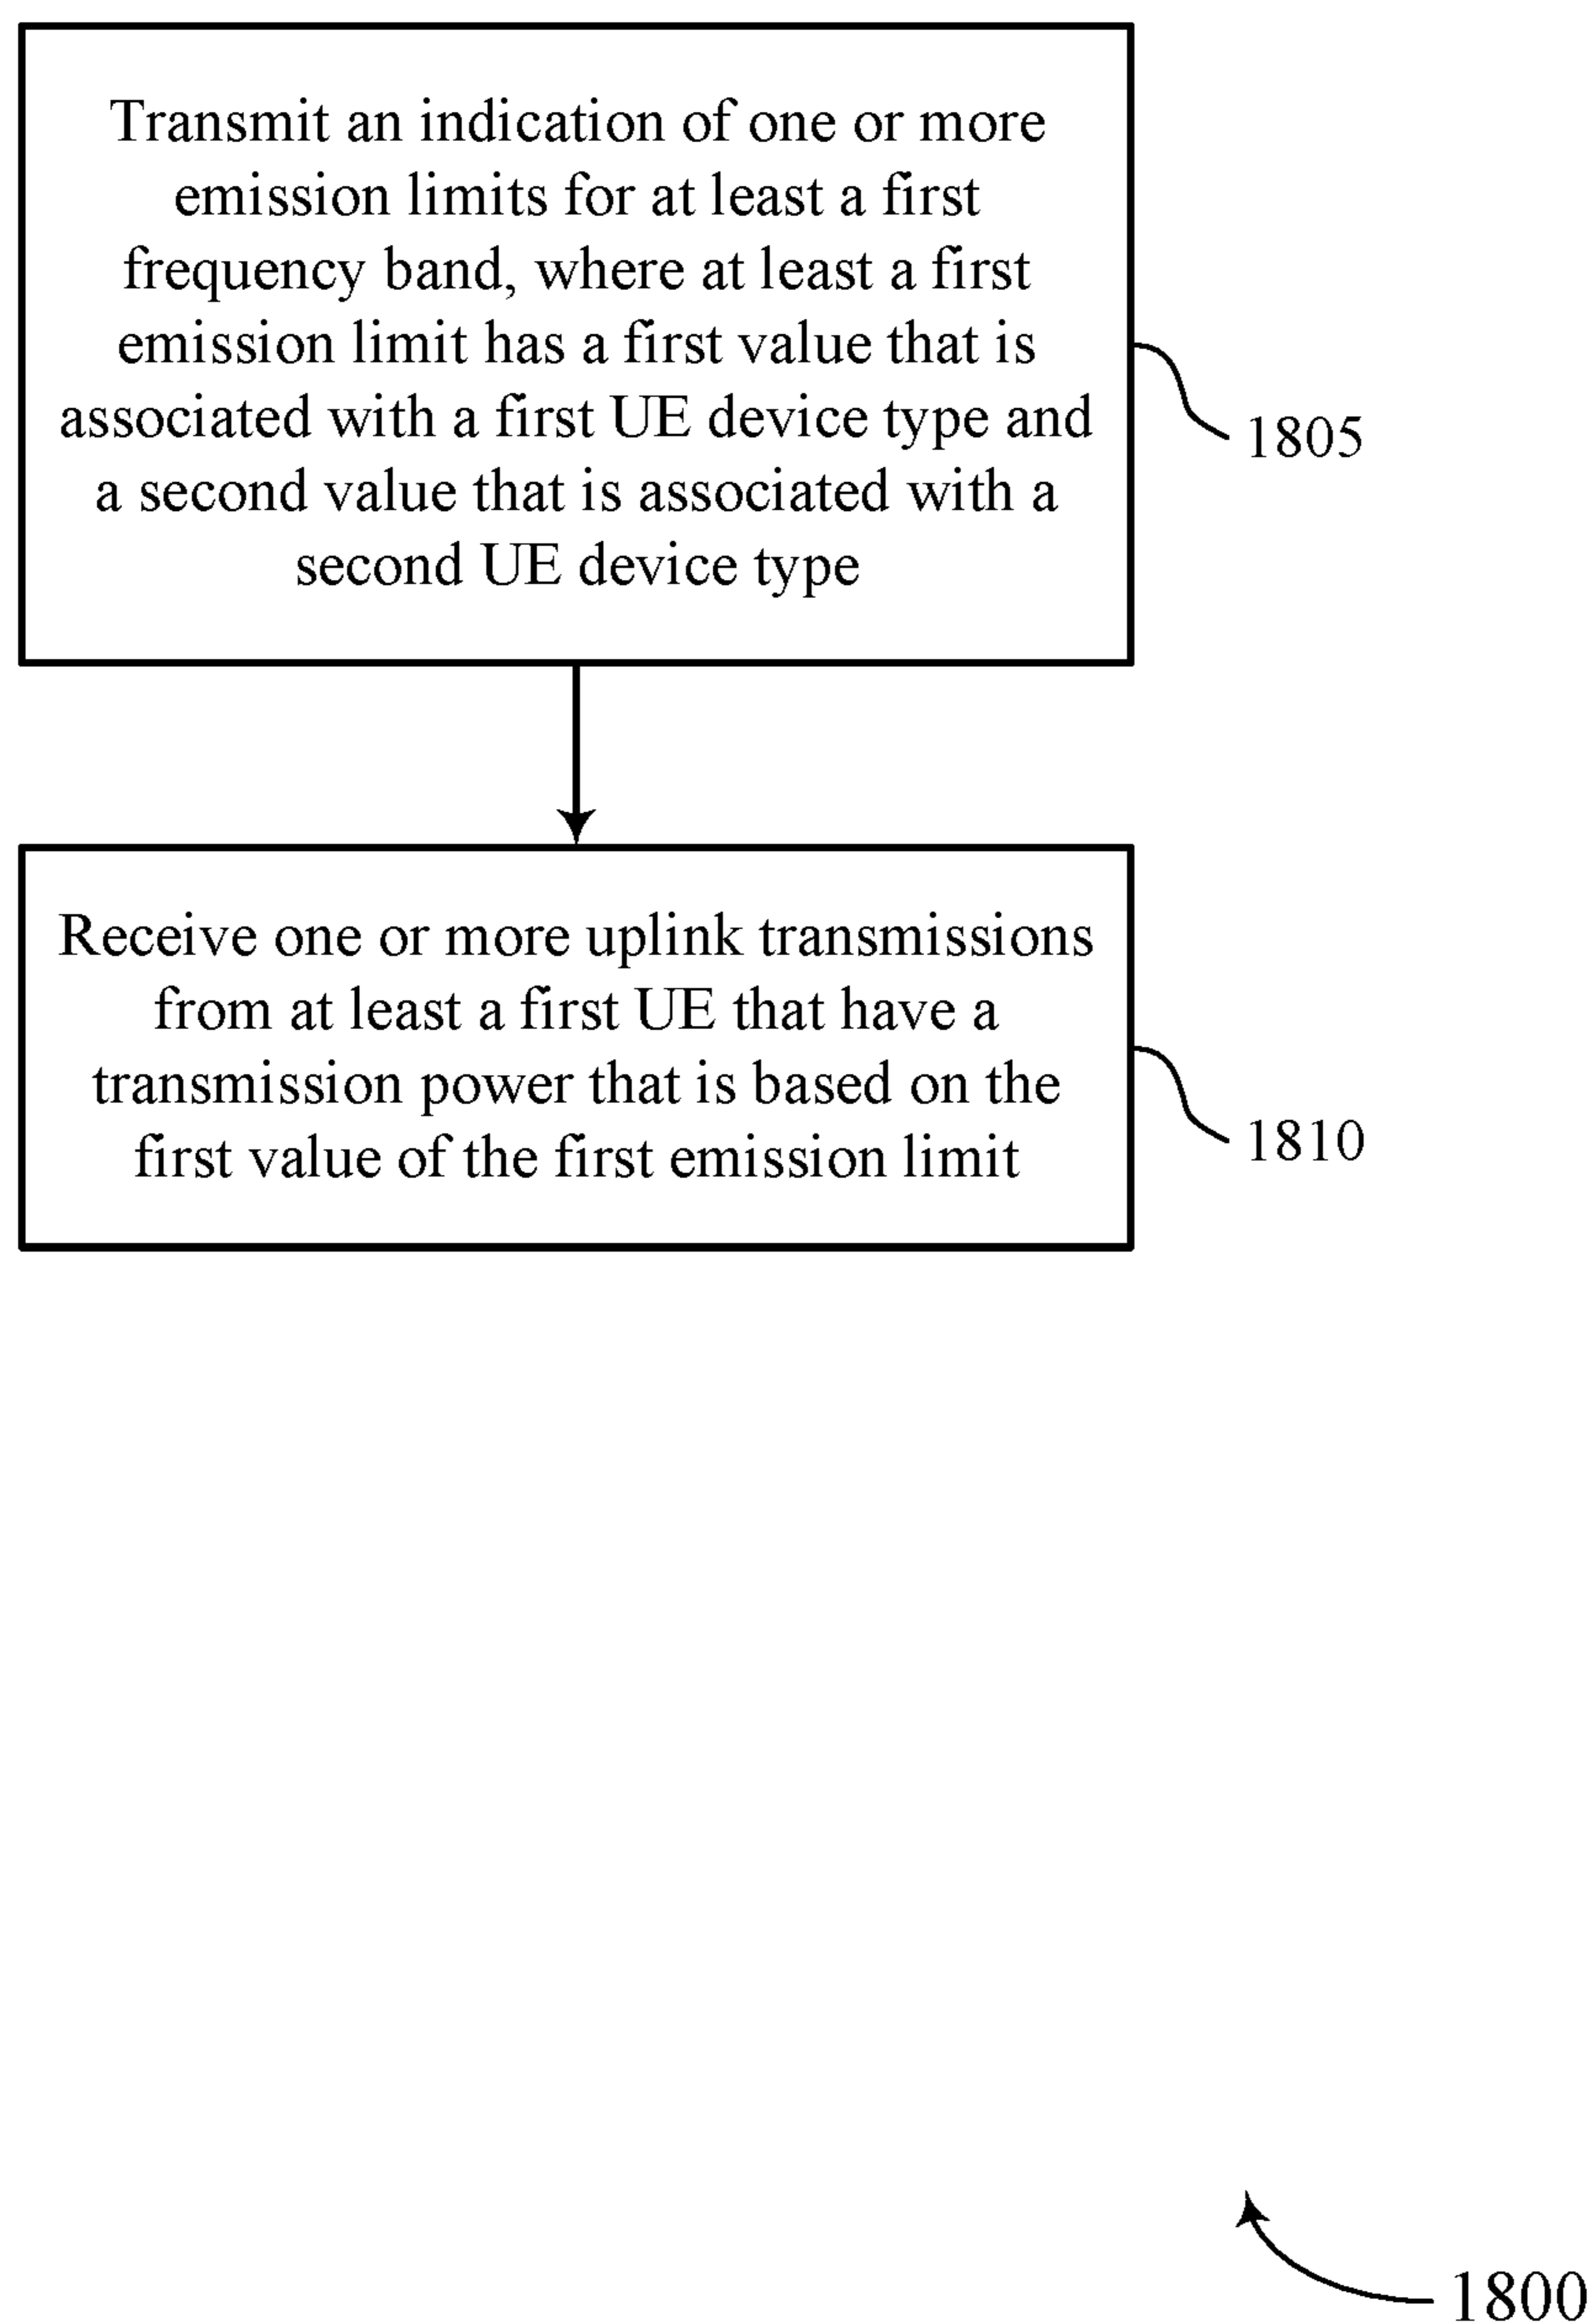 Transmit an indication of one or more
emission limits for at least a first
frequency band, where at least a first
emission limit has a first value that is
associated with a first UE device type and
a second value that is associated with a
second UE device type
1805
Receive one or more uplink transmissions
from at least a first UE that have a
transmission power that is based on the
first value of the first emission limit
1810
1800